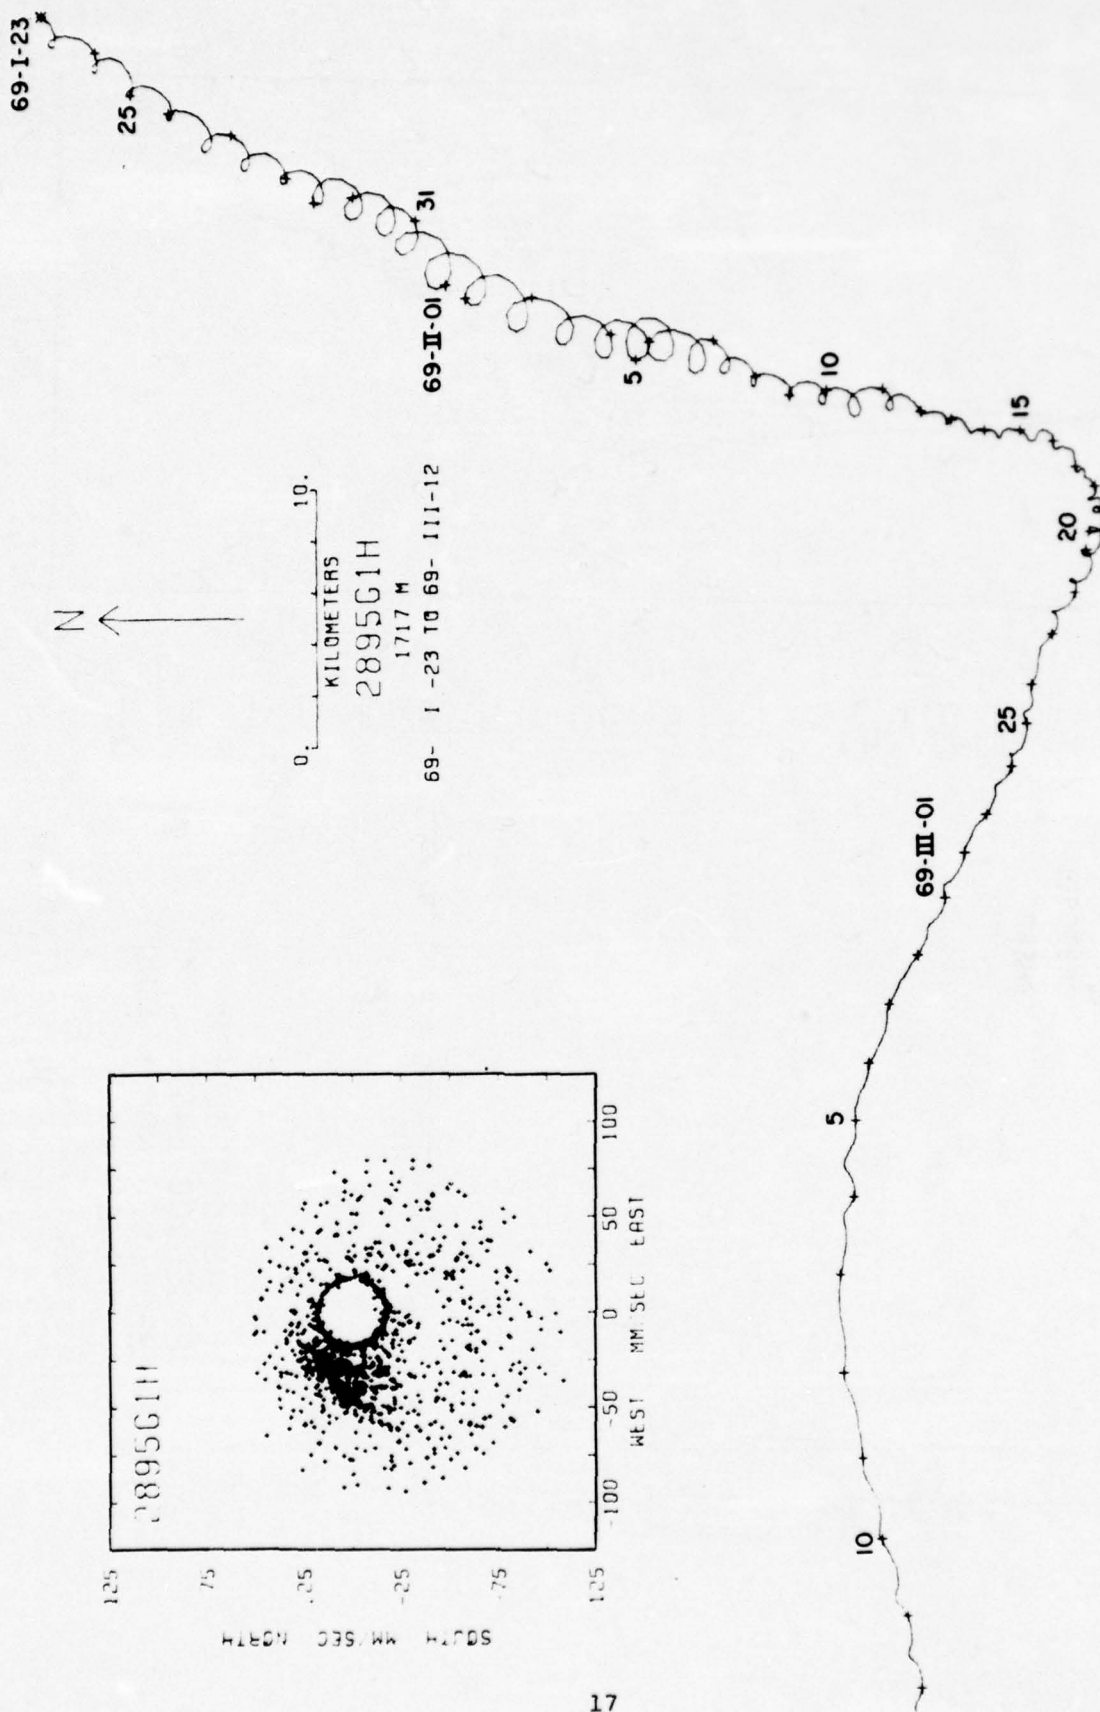 69-I-23
25
31
69-II-01
5
10
15
20
25
69-III-01
5
10
N
0. 10.
KILOMETERS
2895G1H
1717 M
69- I -23 TO 69- III-12
2895G1H
125
75
25
-25
-75
125
SOUTH MM/SEC NORTH
-100 -50 0 50 100
WEST MM/SEC EAST
17